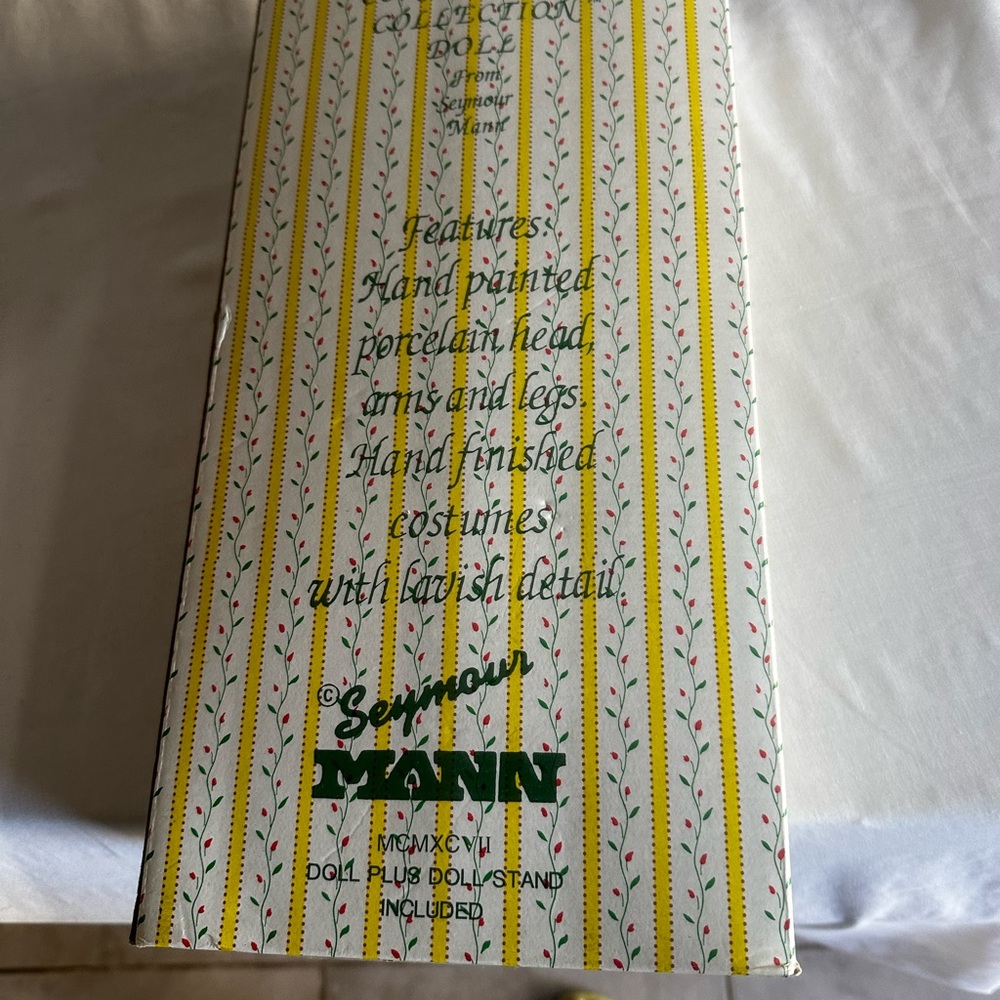 COLLECTION
DOLL
From
Seymour
Mann
Features:
Hand painted
porcelain head,
arms and legs.
Hand finished
costumes
with lavish detail.
© Seymour
MANN
MCMXCVII
DOLL PLUS DOLL STAND
INCLUDED